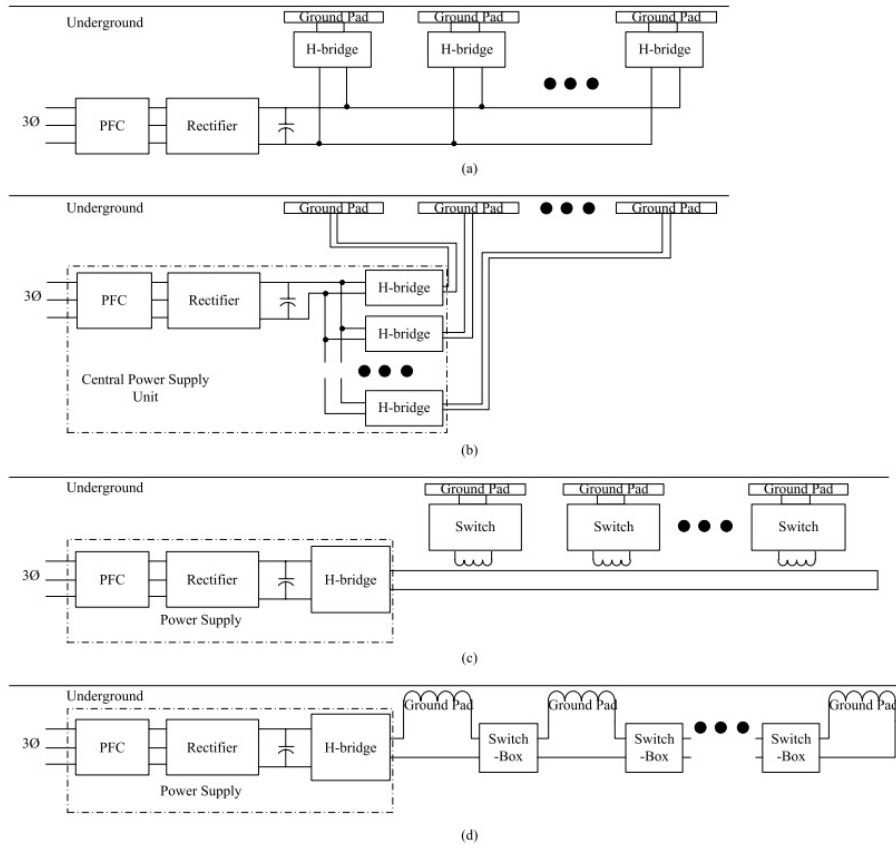 Underground
Ground Pad Ground Pad Ground Pad
H-bridge H-bridge H-bridge
3Ø PFC Rectifier
(a)
Underground
Ground Pad Ground Pad Ground Pad
3Ø PFC Rectifier H-bridge
H-bridge
Central Power Supply
Unit
H-bridge
(b)
Underground
Ground Pad Ground Pad Ground Pad
Switch Switch Switch
3Ø PFC Rectifier H-bridge
Power Supply
(c)
Underground
Ground Pad Ground Pad Ground Pad
3Ø PFC Rectifier H-bridge
Switch Switch Switch
-Box -Box -Box
Power Supply
(d)